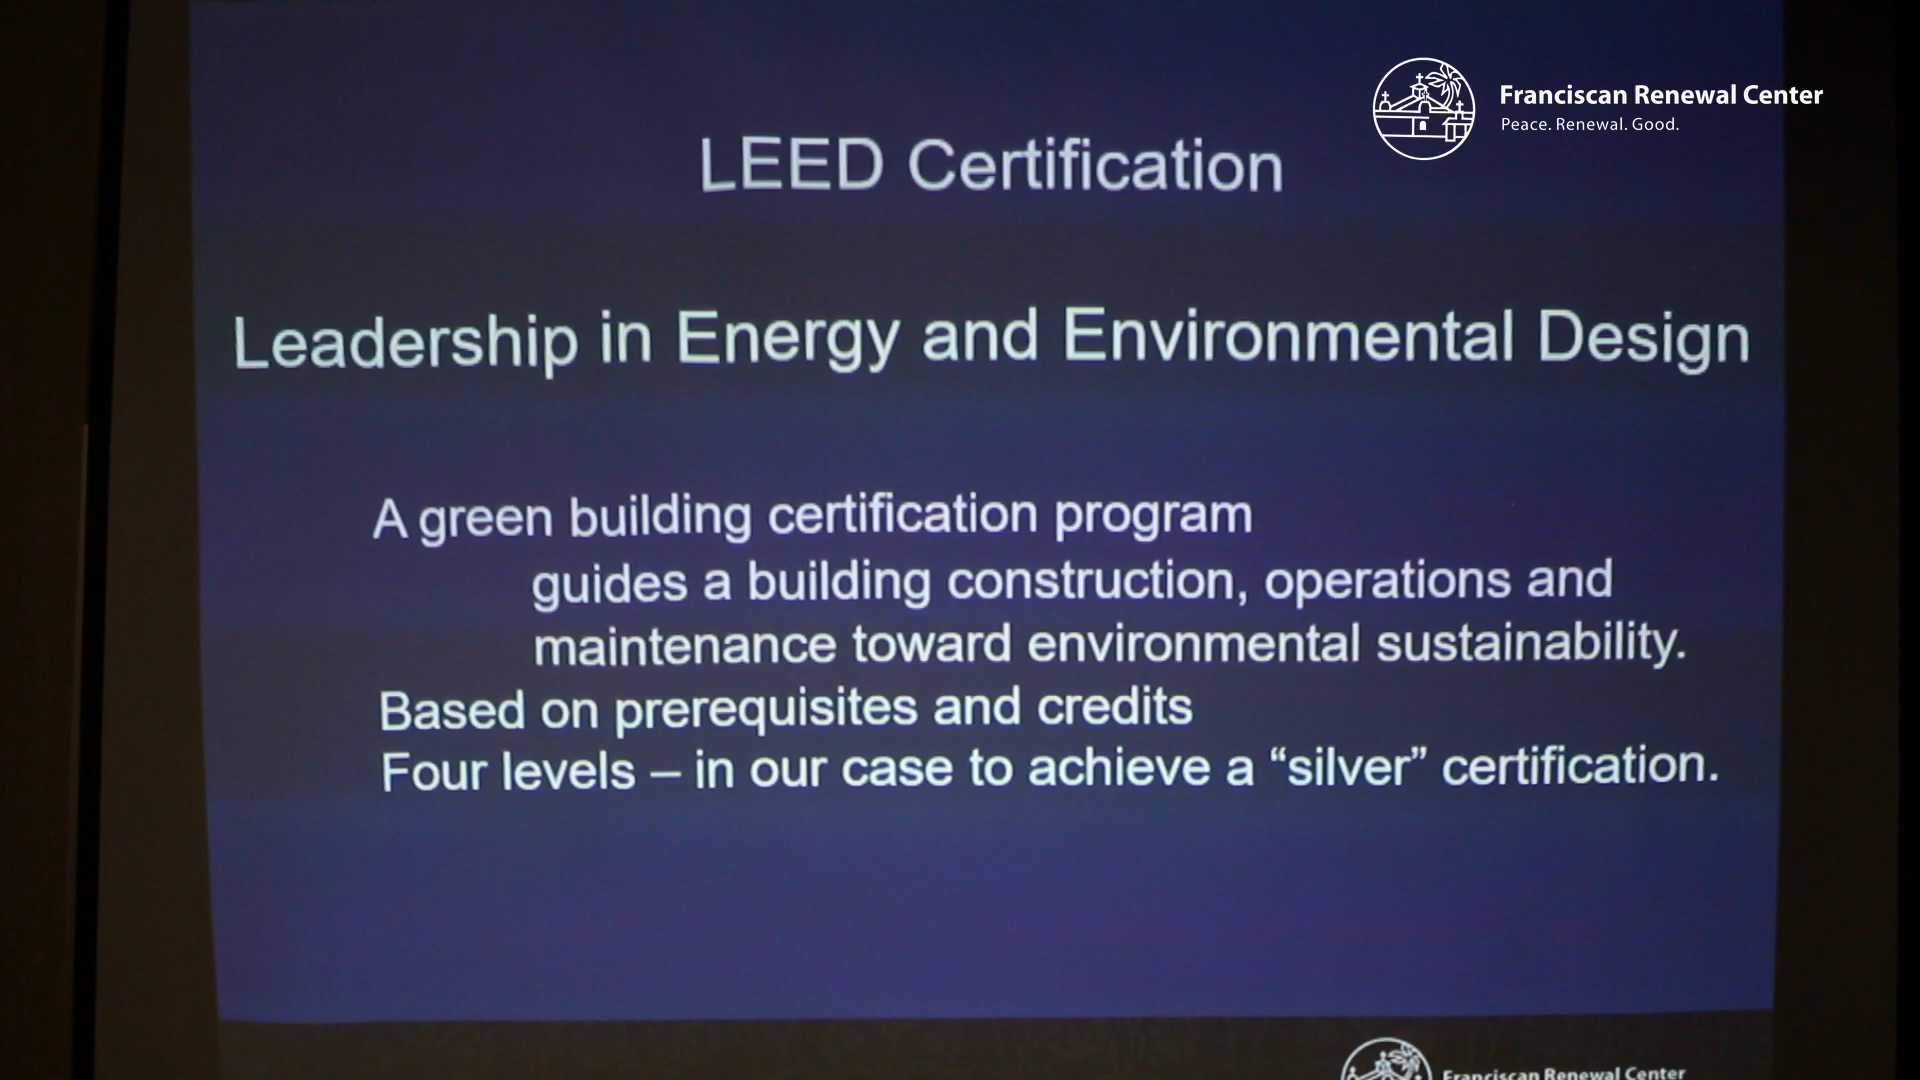 Franciscan Renewal Center
Peace. Renewal. Good.
LEED Certification
Leadership in Energy and Environmental Design
A green building certification program
guides a building construction, operations and
maintenance toward environmental sustainability.
Based on prerequisites and credits
Four levels – in our case to achieve a “silver” certification.
Franciscan Renewal Center